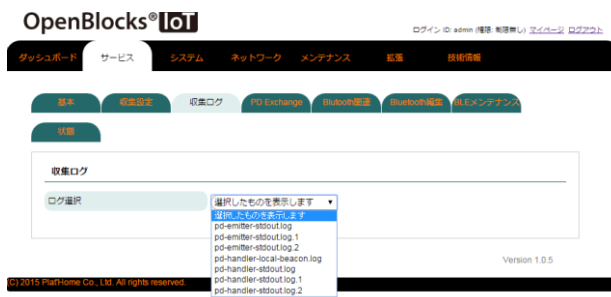 OpenBlocks® IoT
ログイン ID: admin (権限: 制限無し) マイページ ログアウト
ダッシュボード サービス システム ネットワーク メンテナンス 拡張 技術情報
基本 収集設定 収集ログ PD Exchange Blutooth関連 Bluetooth編集 BLEメンテナンス
状態
収集ログ
ログ選択 選択したものを表示します
選択したものを表示します
pd-emitter-stdout.log
pd-emitter-stdout.log.1
pd-emitter-stdout.log.2
pd-handler-local-beacon.log
pd-handler-stdout.log
pd-handler-stdout.log.1
pd-handler-stdout.log.2
Version 1.0.5
(C) 2015 Plat'Home Co., Ltd. All rights reserved.